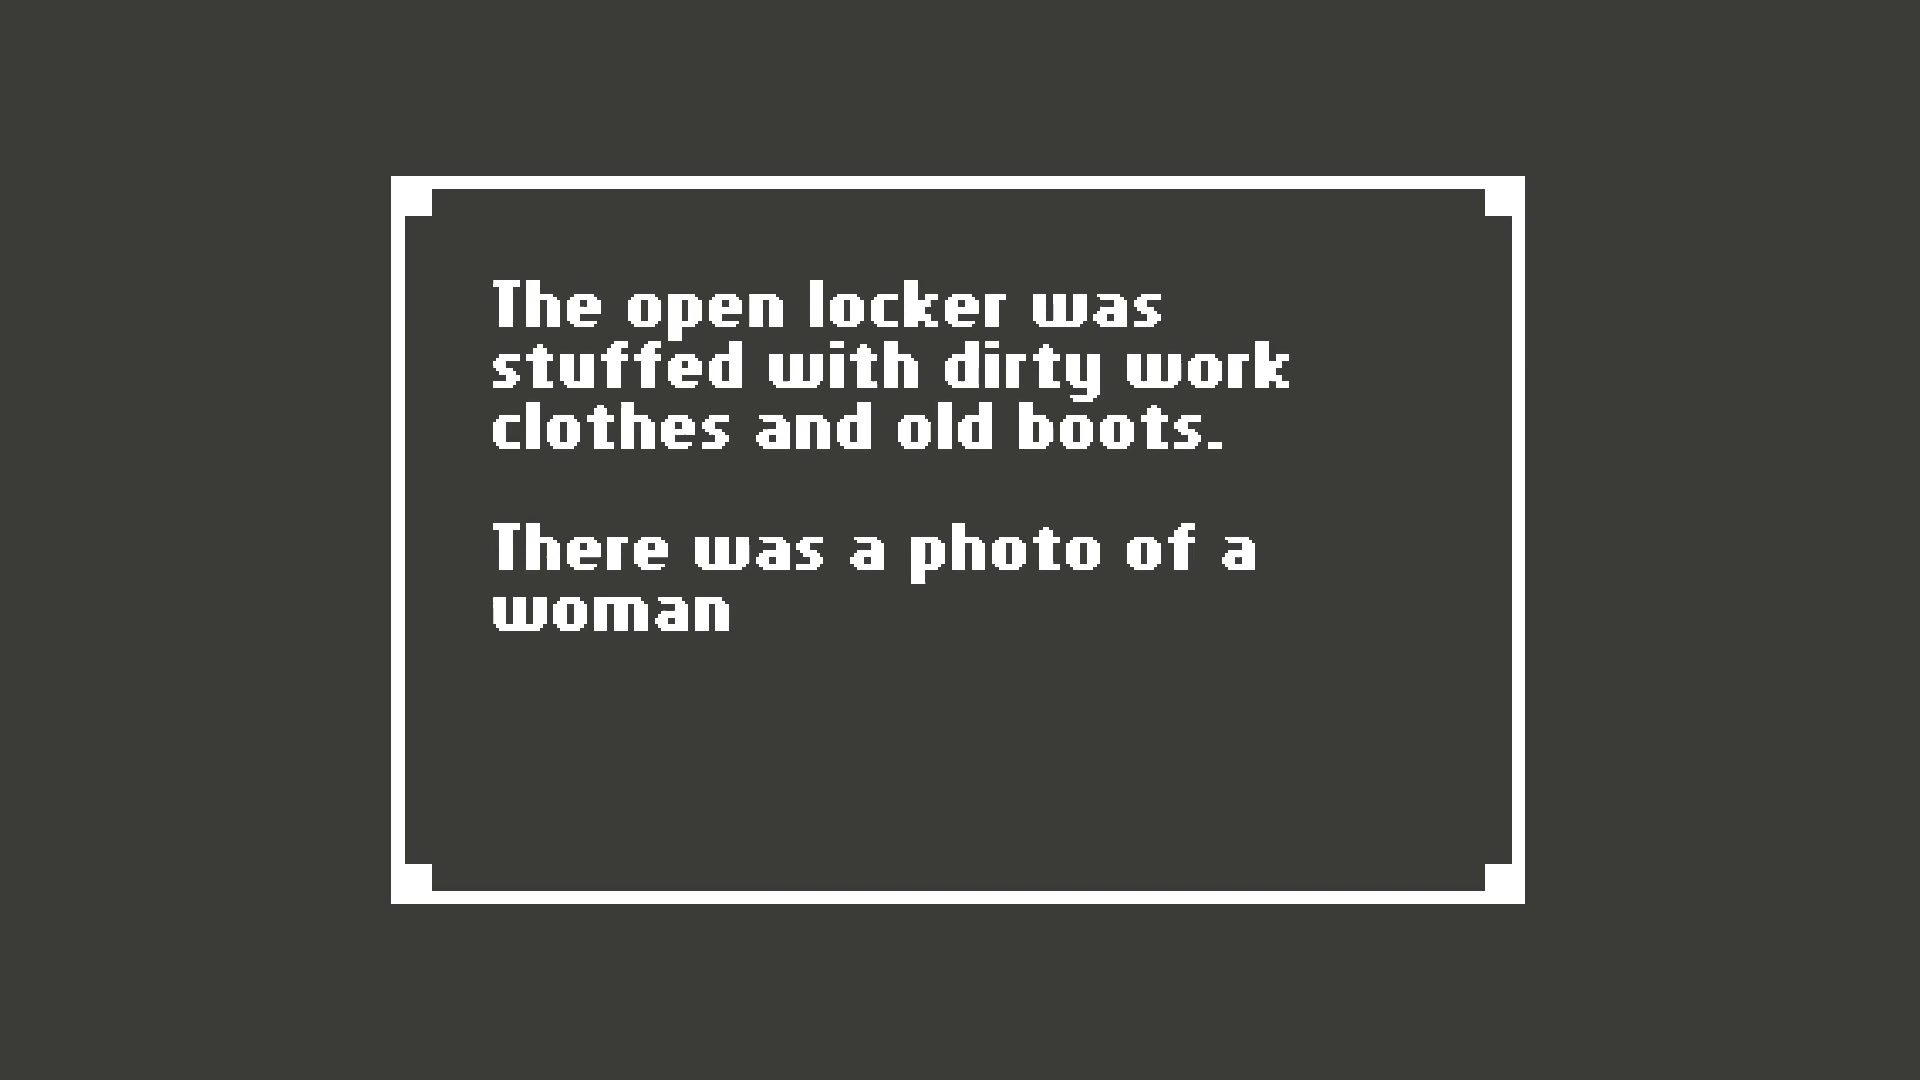 The open locker was
stuffed with dirty work
clothes and old boots.
There was a photo of a
woman